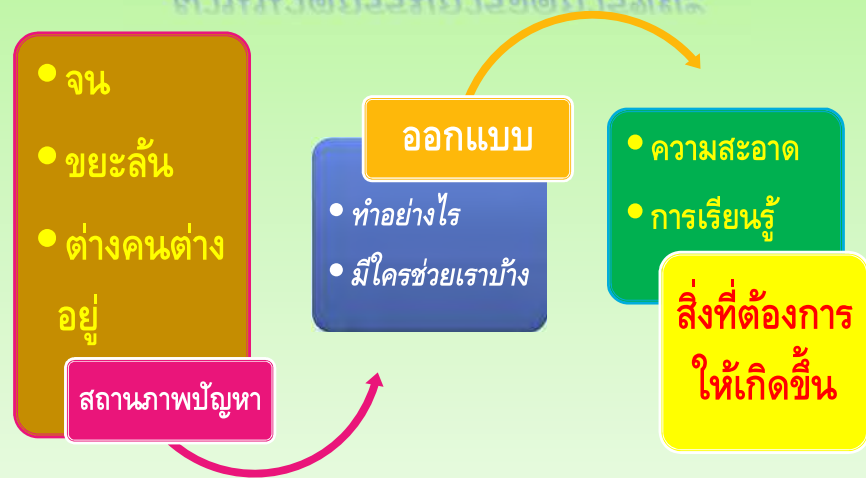 • จน
• ขยะล้น
• ต่างคนต่าง
อยู่
สถานภาพปัญหา
ออกแบบ
• ทำอย่างไร
• มีใครช่วยเราบ้าง
• ความสะอาด
• การเรียนรู้
สิ่งที่ต้องการ
ให้เกิดขึ้น